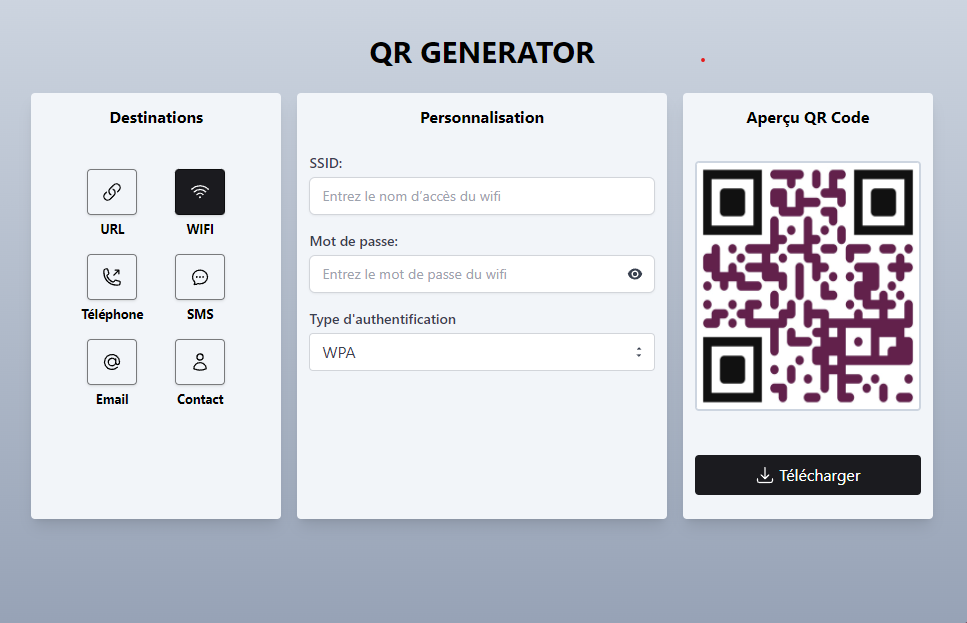 QR GENERATOR
Destinations
URL
WIFI
Téléphone
SMS
Email
Contact
Personnalisation
SSID:
Entrez le nom d'accès du wifi
Mot de passe:
Entrez le mot de passe du wifi
Type d'authentification
WPA
Aperçu QR Code
Télécharger